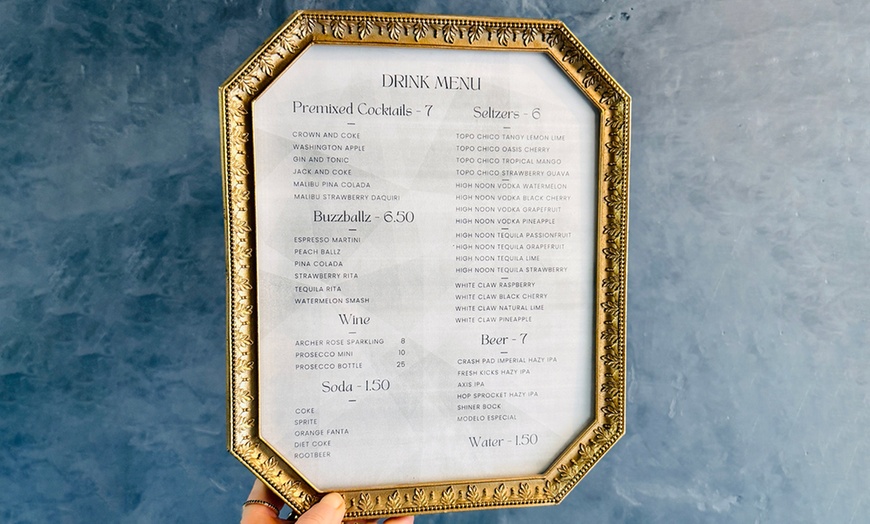 DRINK MENU
Premixed Cocktails - 7
CROWN AND COKE
WASHINGTON APPLE
GIN AND TONIC
JACK AND COKE
MALIBU PINA COLADA
MALIBU STRAWBERRY DAQUIRI
Buzzballz - 6.50
ESPRESSO MARTINI
PEACH BALLZ
PINA COLADA
STRAWBERRY RITA
TEQUILA RITA
WATERMELON SMASH
Wine
ARCHER ROSE SPARKLING 8
PROSECCO MINI 10
PROSECCO BOTTLE 25
Soda - 1.50
COKE
SPRITE
ORANGE FANTA
DIET COKE
ROOTBEER
Seltzers - 6
TOPO CHICO TANGY LEMON LIME
TOPO CHICO OASIS CHERRY
TOPO CHICO TROPICAL MANGO
TOPO CHICO STRAWBERRY GUAVA
HIGH NOON VODKA WATERMELON
HIGH NOON VODKA BLACK CHERRY
HIGH NOON VODKA GRAPEFRUIT
HIGH NOON VODKA PINEAPPLE
HIGH NOON TEQUILA PASSIONFRUIT
HIGH NOON TEQUILA GRAPEFRUIT
HIGH NOON TEQUILA LIME
HIGH NOON TEQUILA STRAWBERRY
WHITE CLAW RASPBERRY
WHITE CLAW BLACK CHERRY
WHITE CLAW NATURAL LIME
WHITE CLAW PINEAPPLE
Beer - 7
CRASH PAD IMPERIAL HAZY IPA
FRESH KICKS HAZY IPA
AXIS IPA
HOP SPROCKET HAZY IPA
SHINER BOCK
MODELO ESPECIAL
Water - 1.50